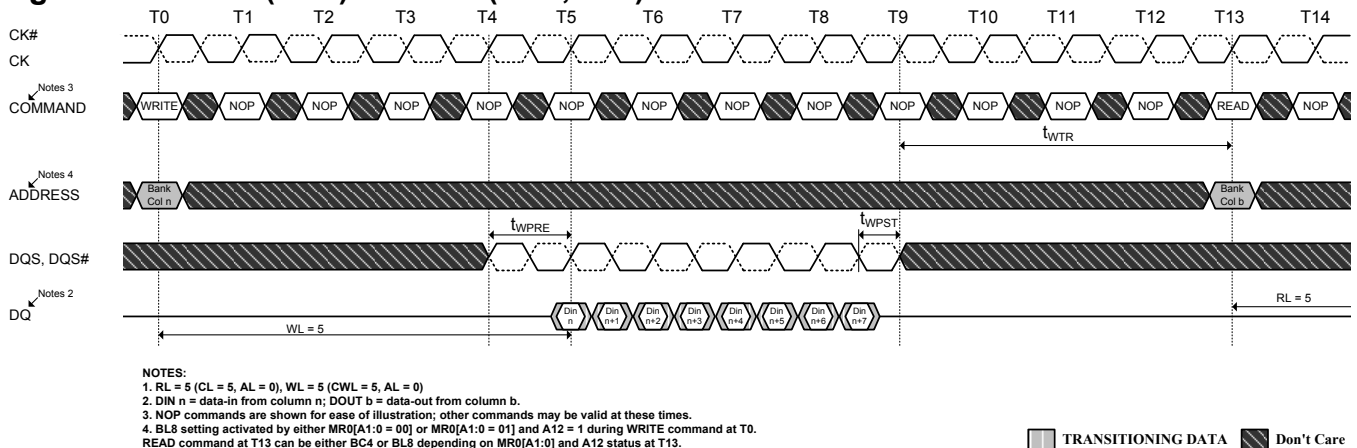 T0 T1 T2 T3 T4 T5 T6 T7 T8 T9 T10 T11 T12 T13 T14
CK#
CK
Notes 3
COMMAND
WRITE NOP NOP NOP NOP NOP NOP NOP NOP NOP NOP NOP NOP READ NOP
tWTR
Notes 4
ADDRESS
Bank Col n
Bank Col b
tWPRE
tWPST
DQS, DQS#
Notes 2
DQ
Din n
Din n+1
Din n+2
Din n+3
Din n+4
Din n+5
Din n+6
Din n+7
RL = 5
WL = 5
NOTES:
1. RL = 5 (CL = 5, AL = 0), WL = 5 (CWL = 5, AL = 0)
2. DIN n = data-in from column n; DOUT b = data-out from column b.
3. NOP commands are shown for ease of illustration; other commands may be valid at these times.
4. BL8 setting activated by either MR0[A1:0 = 00] or MR0[A1:0 = 01] and A12 = 1 during WRITE command at T0.
READ command at T13 can be either BC4 or BL8 depending on MR0[A1:0] and A12 status at T13.
TRANSITIONING DATA
Don't Care